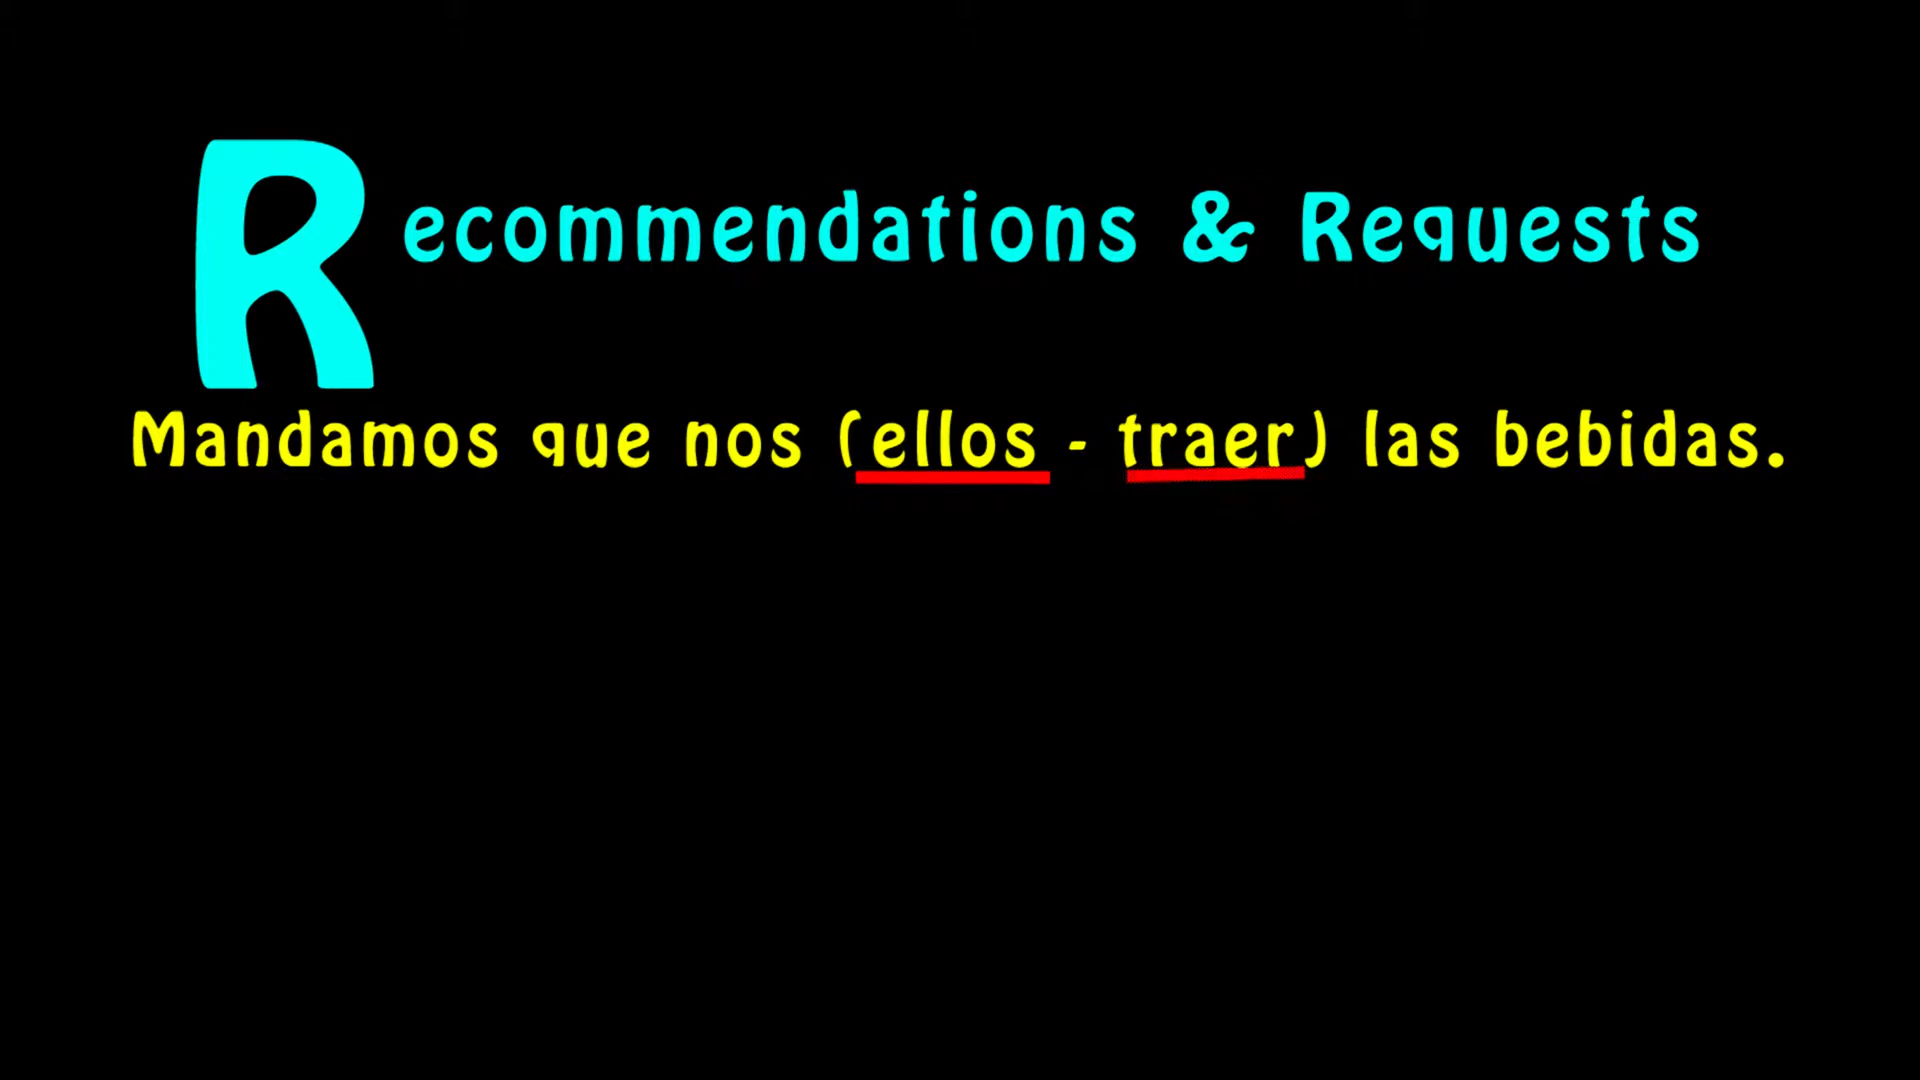 Recommendations & Requests
Mandamos que nos (ellos - traer) las bebidas.